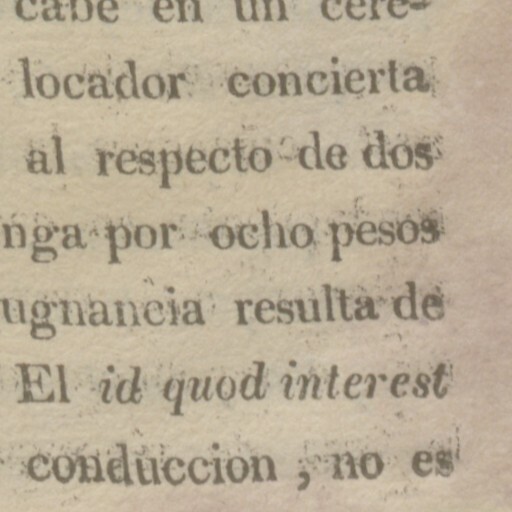 cabe en un cere-
locador concierta
al respecto de dos
nga por ocho pesos
ugnancia resulta de
El id quod interest
conduccion, no es